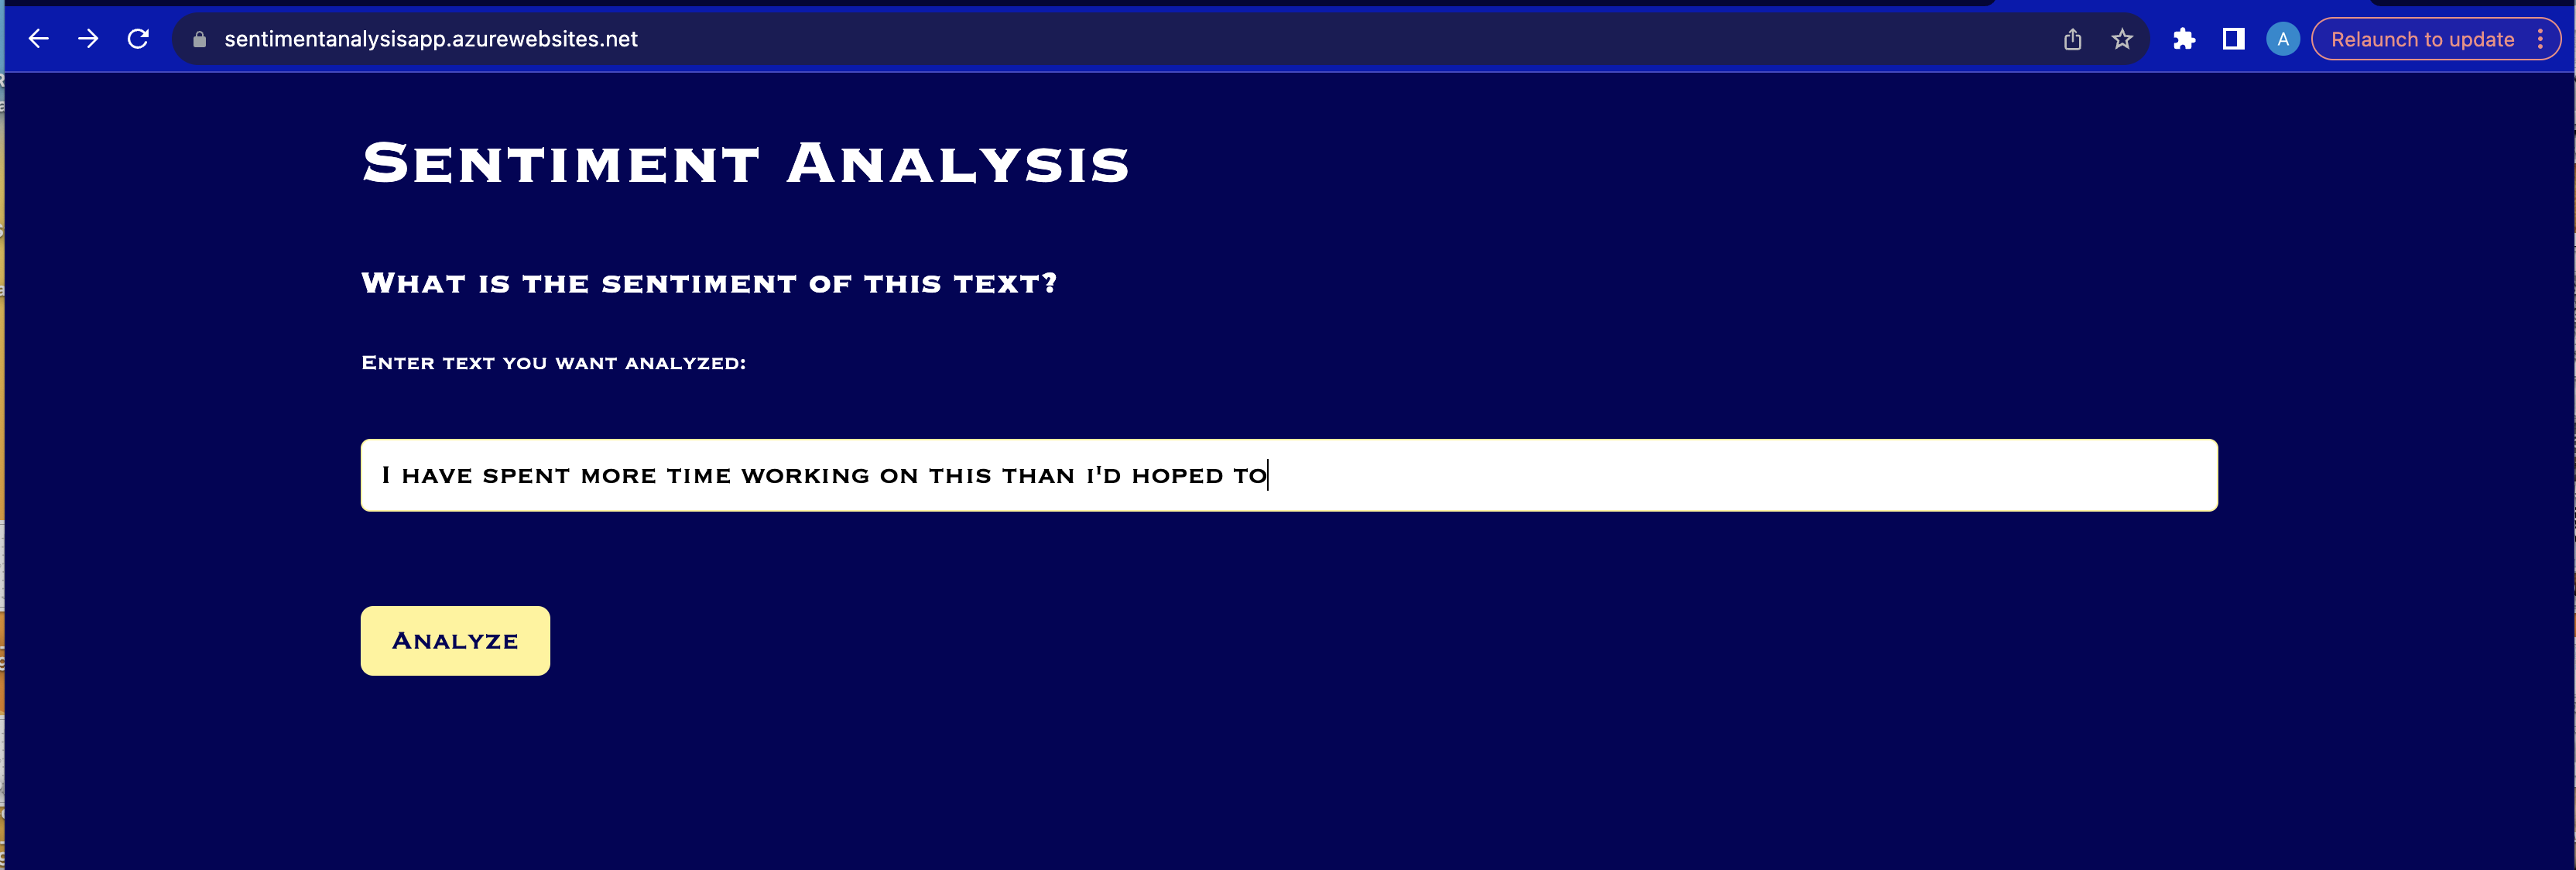 sentimentanalysisapp.azurewebsites.net
A
Relaunch to update
Sentiment Analysis
What is the sentiment of this text?
Enter text you want analyzed:
I have spent more time working on this than i'd hoped to
Analyze